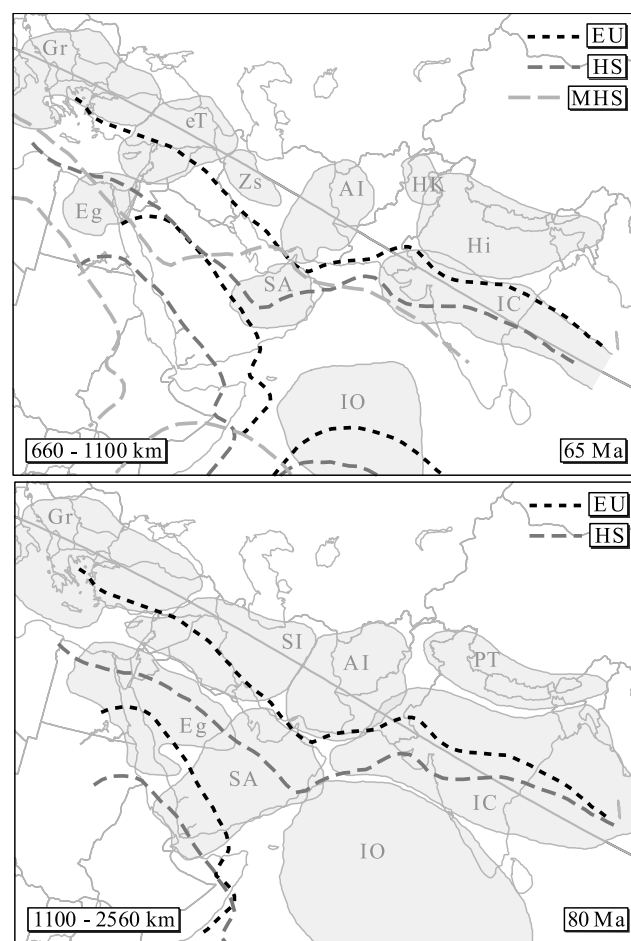 Gr
EU
HS
MHS
eT
Zs
AI
HK
Eg
Hi
SA
IC
IO
660 - 1100 km
65 Ma
Gr
EU
HS
SI
AI
PT
Eg
SA
IC
IO
1100 - 2560 km
80 Ma